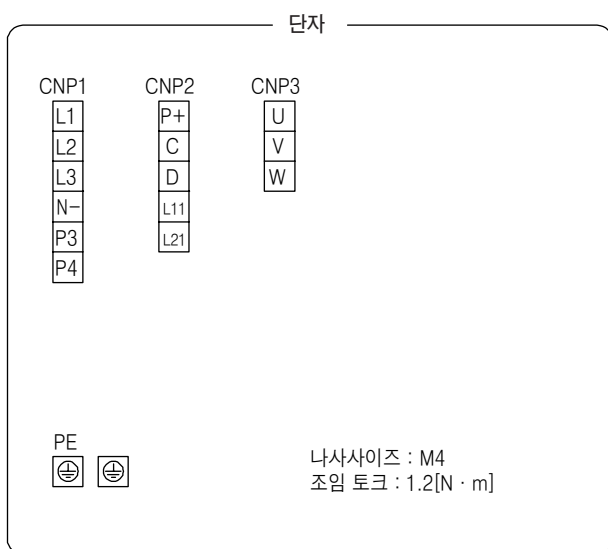 단자
CNP1 CNP2 CNP3
L1 P+ U
L2 C V
L3 D W
N− L11
P3 L21
P4
PE
나사사이즈 : M4
조임 토크 : 1.2[N · m]